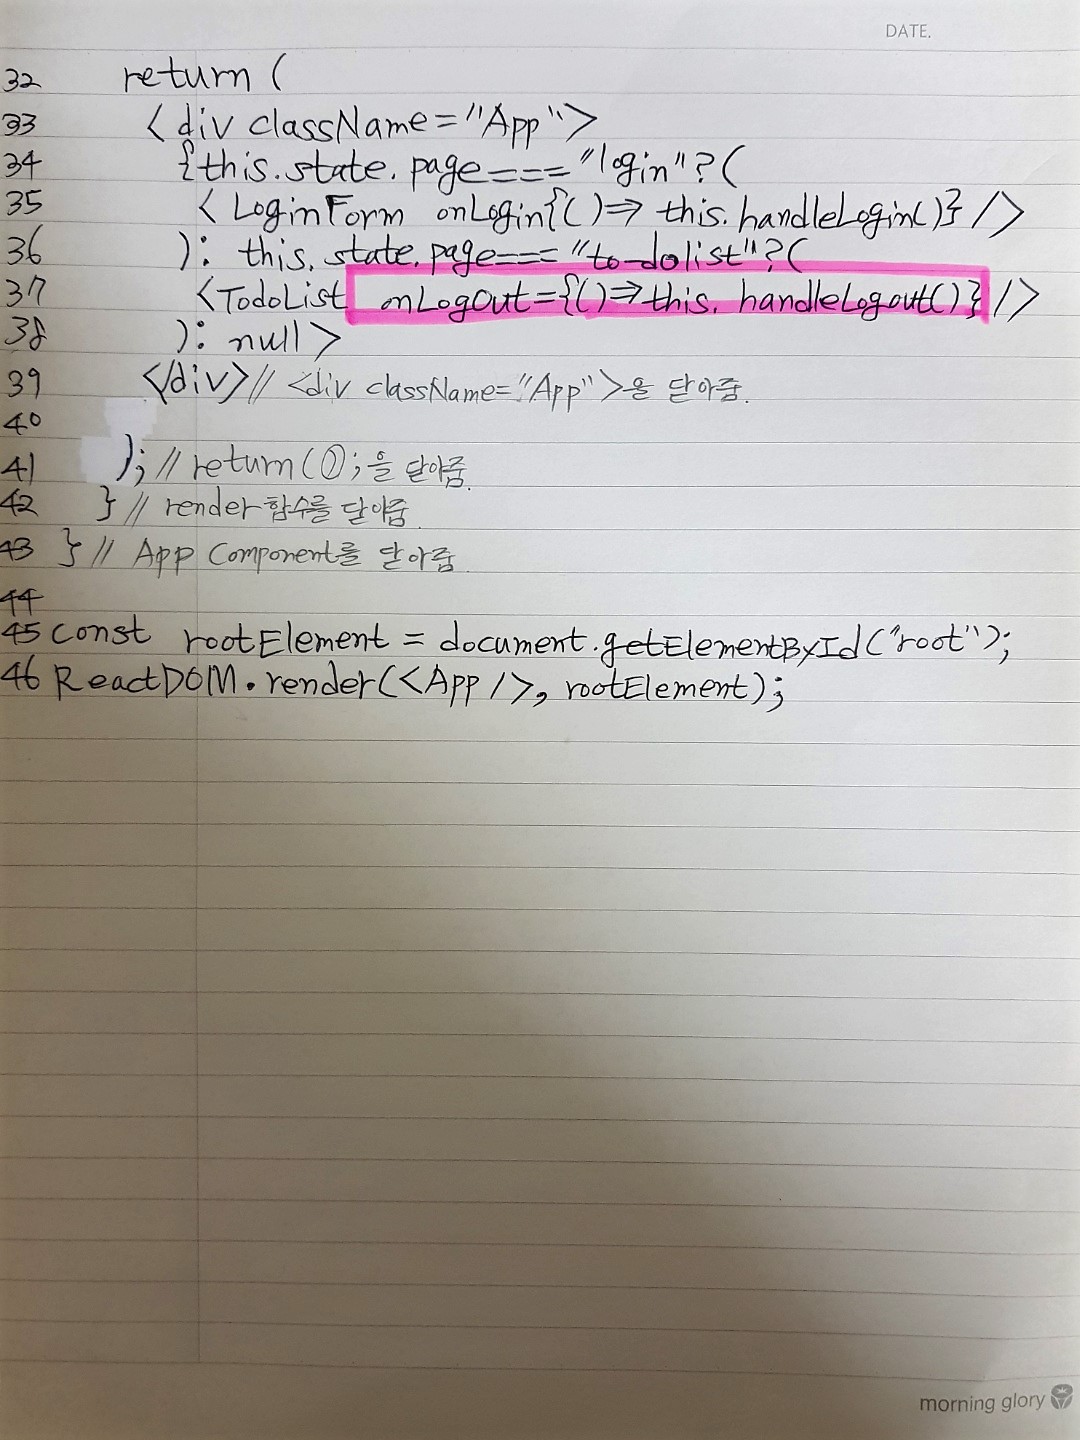 DATE.
32 return (
33 <div className="App">
34 {this.state.page==="login"?(
35 <LoginForm onLogin{()=>this.handleLogin()} />
36 ): this.state.page==="to-dolist"?(
37 <TodoList onLogOut={()=>this.handleLogout()} />
38 ): null>
39 </div>// <div className="App">을 닫아줌.
40
41 ); // return (); 을 닫아줌.
42 } // render 함수를 닫아줌
43 } // App Component를 닫아줌
44
45 const rootElement = document.getElementById("root");
46 ReactDOM.render(<App />, rootElement);
morning glory